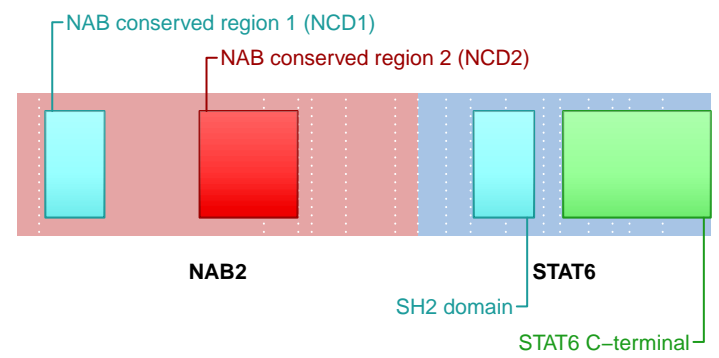 NAB conserved region 1 (NCD1)
NAB conserved region 2 (NCD2)
NAB2
STAT6
SH2 domain
STAT6 C−terminal